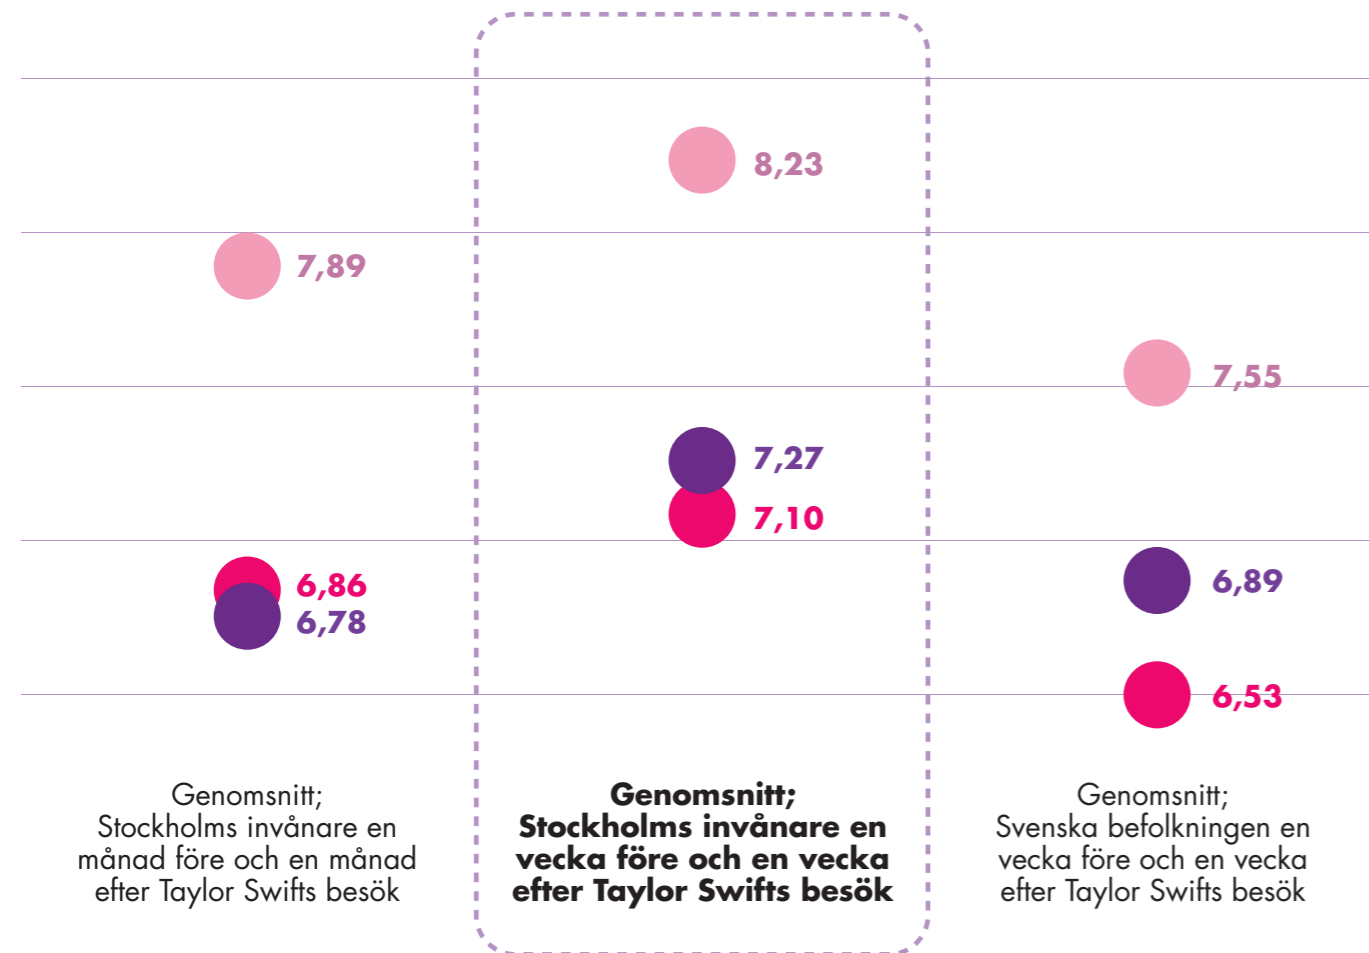 8,23
7,89
7,55
7,27
7,10
6,86
6,78
6,89
6,53
Genomsnitt;
Stockholms invånare en
månad före och en månad
efter Taylor Swifts besök
Genomsnitt;
Stockholms invånare en
vecka före och en vecka
efter Taylor Swifts besök
Genomsnitt;
Svenska befolkningen en
vecka före och en vecka
efter Taylor Swifts besök